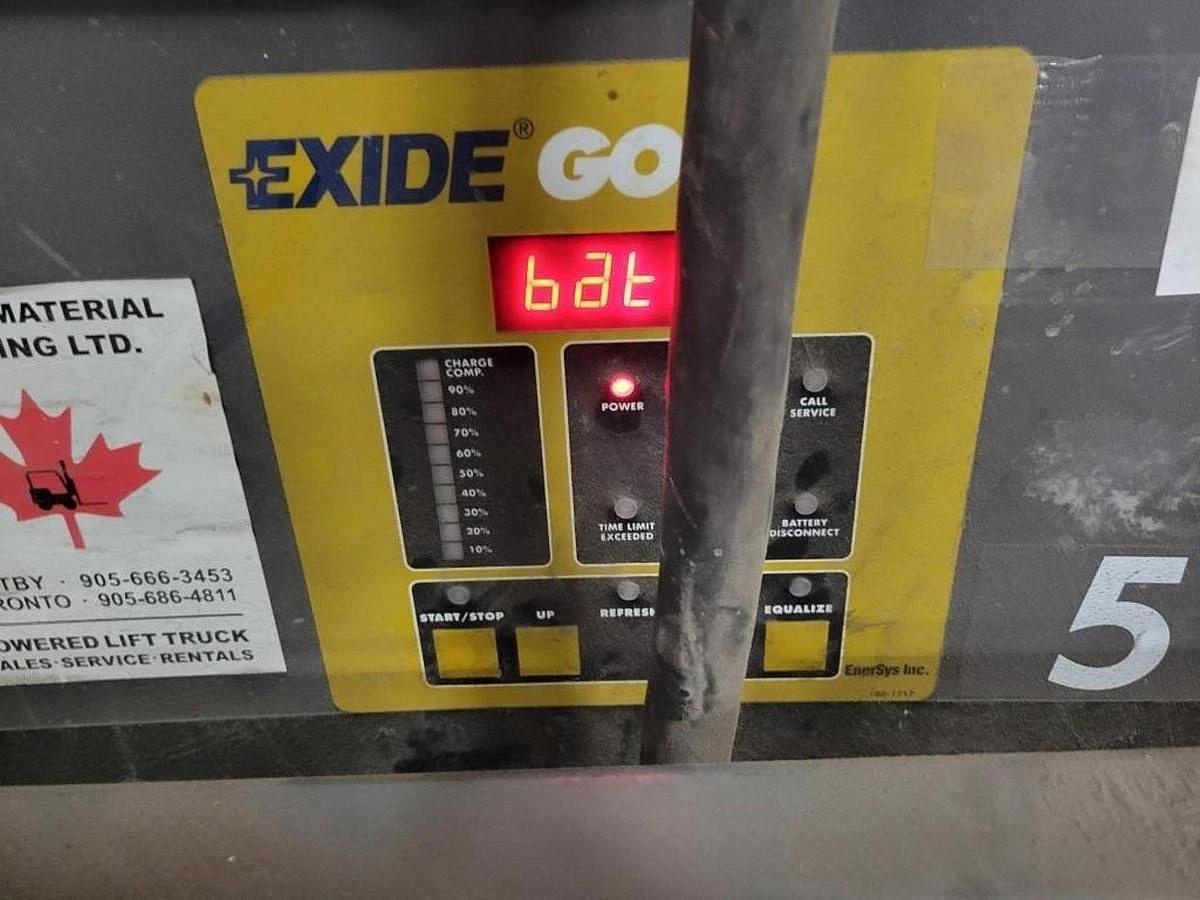 EXIDE® GO
bat
MATERIAL
ING LTD.
CHARGE
COMP.
90%
80%
70%
60%
50%
40%
30%
20%
10%
POWER
TIME LIMIT
EXCEEDED
CALL
SERVICE
BATTERY
DISCONNECT
TBY · 905-666-3453
RONTO · 905-686-4811
OWERED LIFT TRUCK
ALES·SERVICE·RENTALS
START/STOP
UP
REFRESH
EQUALIZE
EnerSys Inc.
5